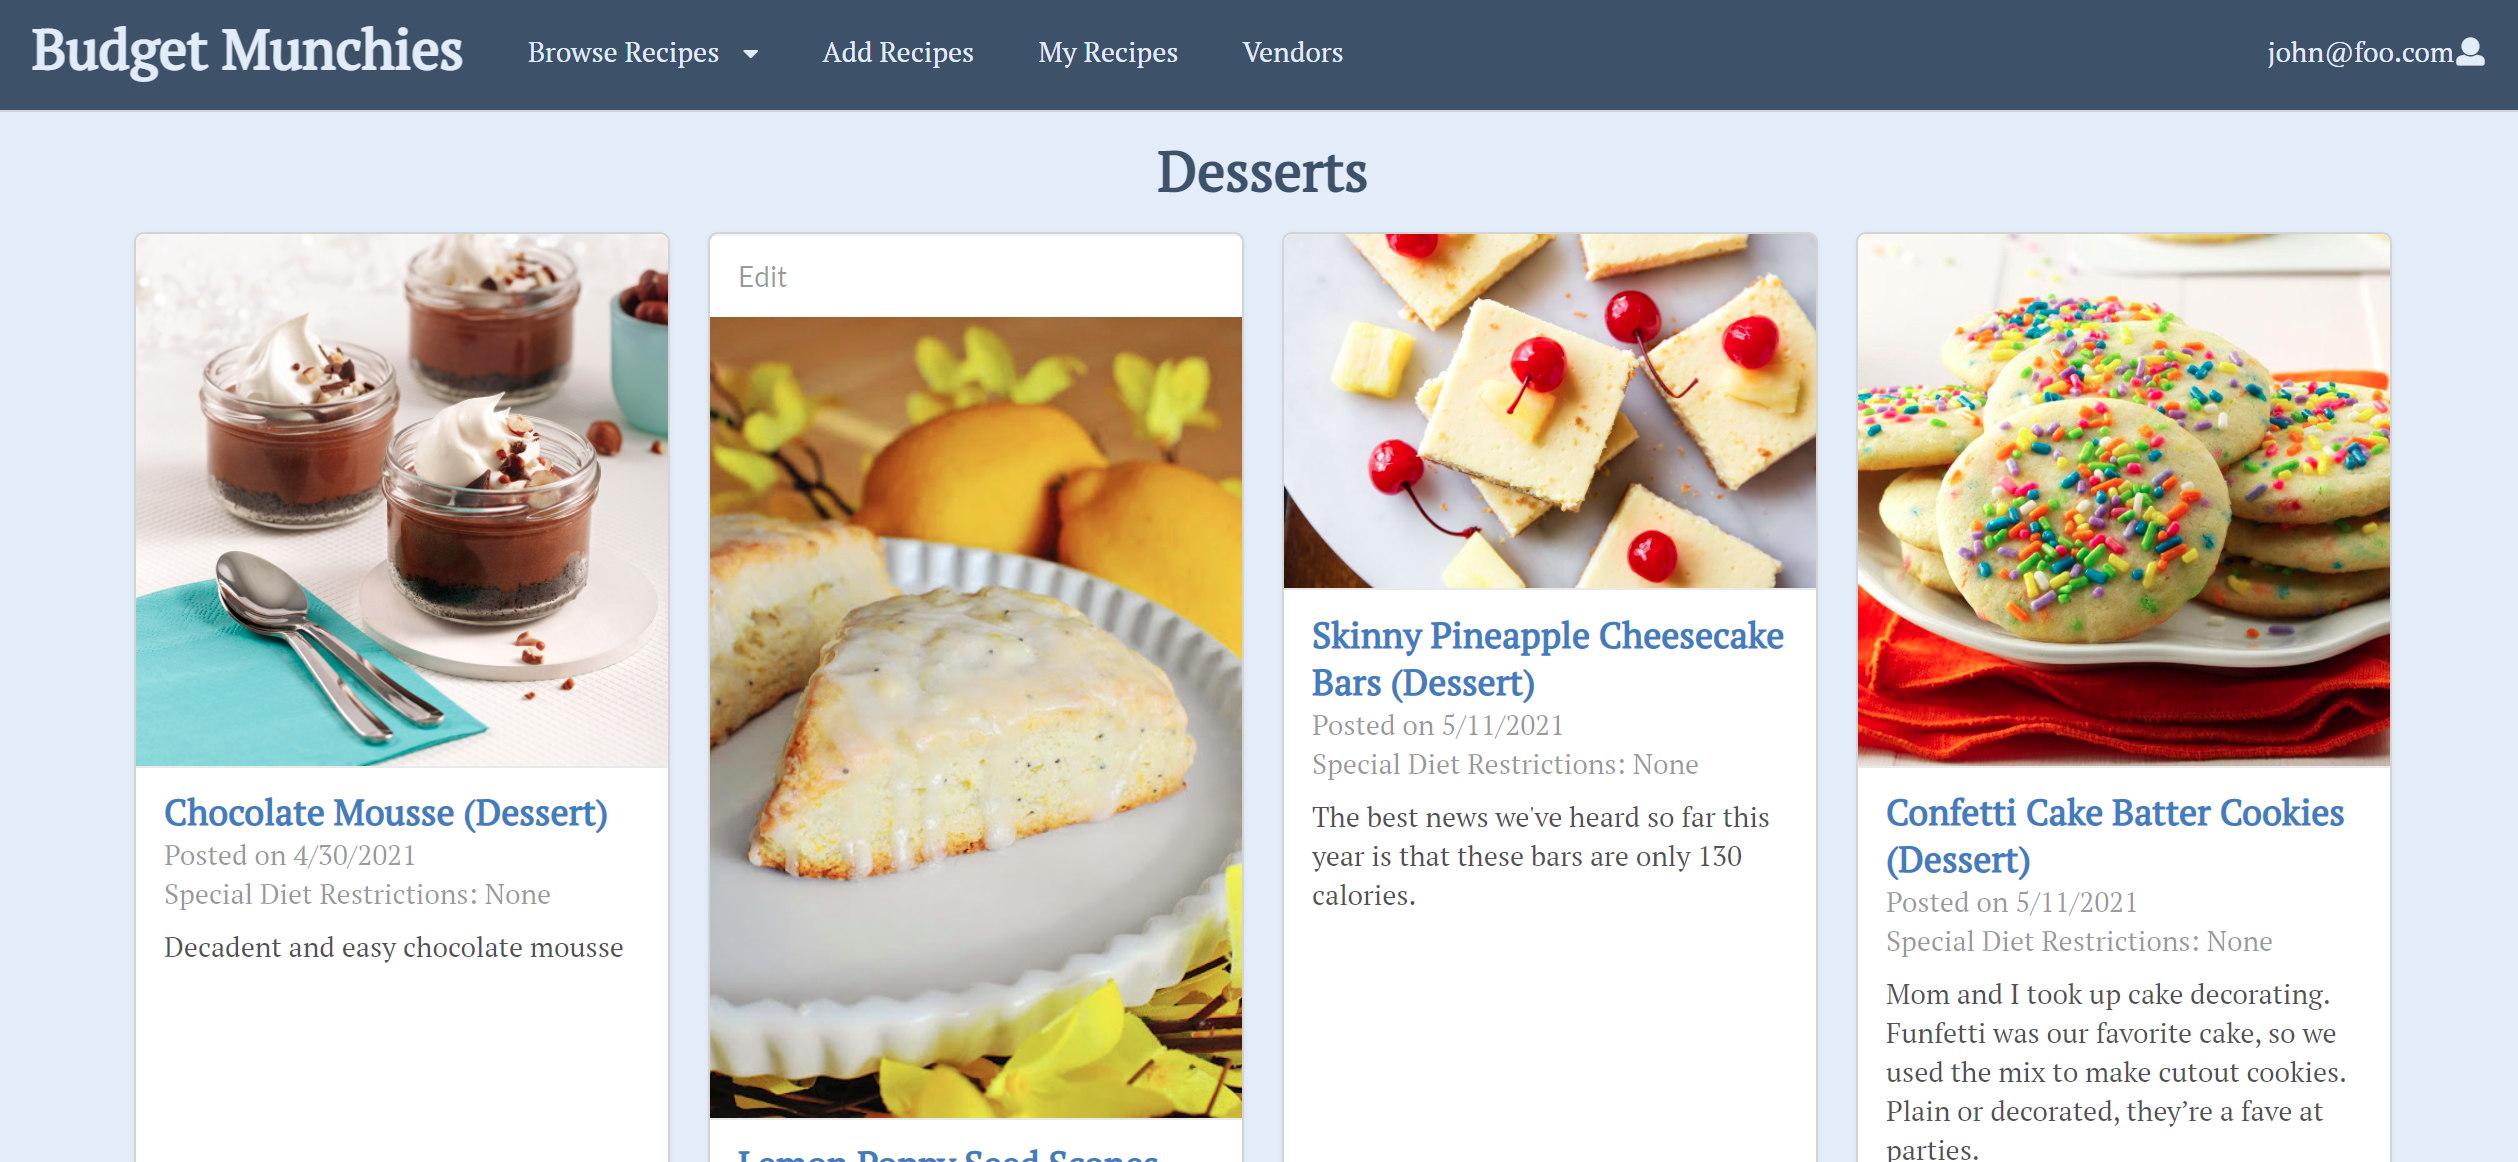 Budget Munchies
Browse Recipes
Add Recipes
My Recipes
Vendors
john@foo.com
Desserts
Chocolate Mousse (Dessert)
Posted on 4/30/2021
Special Diet Restrictions: None
Decadent and easy chocolate mousse
Edit
Lemon Poppy Seed Scones
Skinny Pineapple Cheesecake
Bars (Dessert)
Posted on 5/11/2021
Special Diet Restrictions: None
The best news we've heard so far this
year is that these bars are only 130
calories.
Confetti Cake Batter Cookies
(Dessert)
Posted on 5/11/2021
Special Diet Restrictions: None
Mom and I took up cake decorating.
Funfetti was our favorite cake, so we
used the mix to make cutout cookies.
Plain or decorated, they’re a fave at
parties.